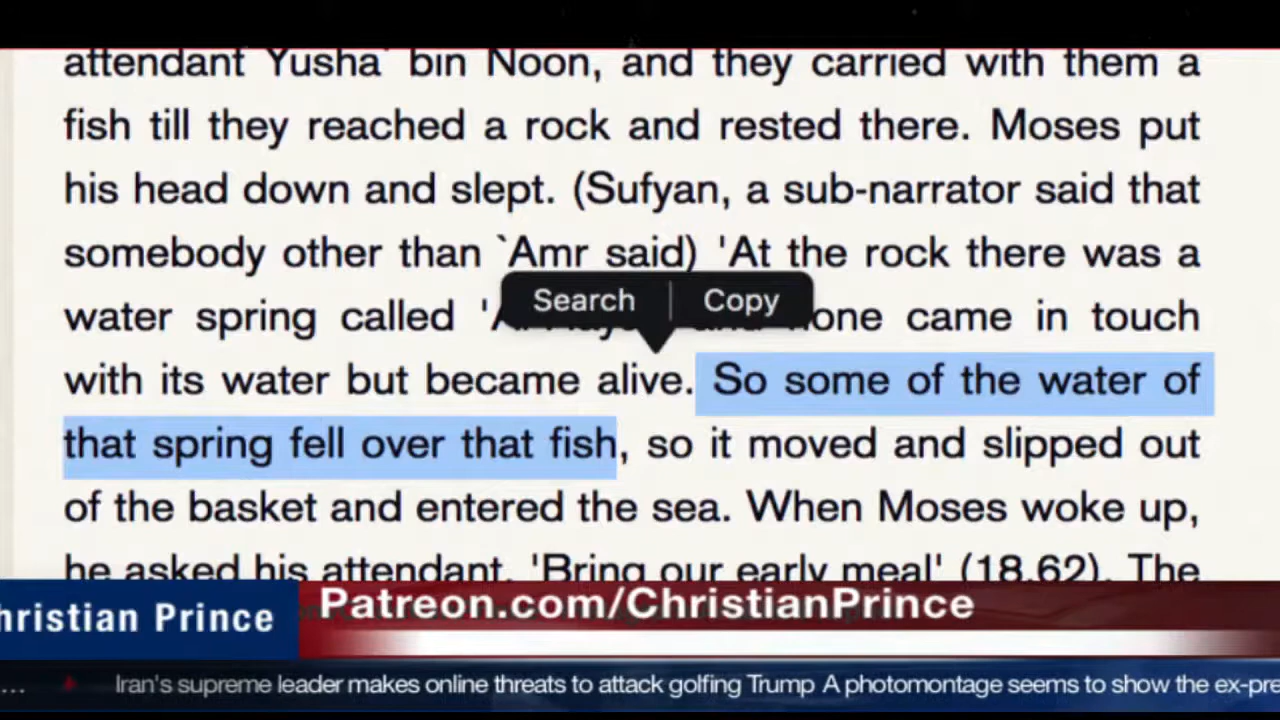 attendant Yusha` bin Noon, and they carried with them a
fish till they reached a rock and rested there. Moses put
his head down and slept. (Sufyan, a sub-narrator said that
somebody other than `Amr said) 'At the rock there was a
Search Copy
water spring called and none came in touch
with its water but became alive. So some of the water of
that spring fell over that fish, so it moved and slipped out
of the basket and entered the sea. When Moses woke up,
he asked his attendant, 'Bring our early meal' (18.62). The
hristian Prince
Patreon.com/ChristianPrince
... Iran's supreme leader makes online threats to attack golfing Trump A photomontage seems to show the ex-pre